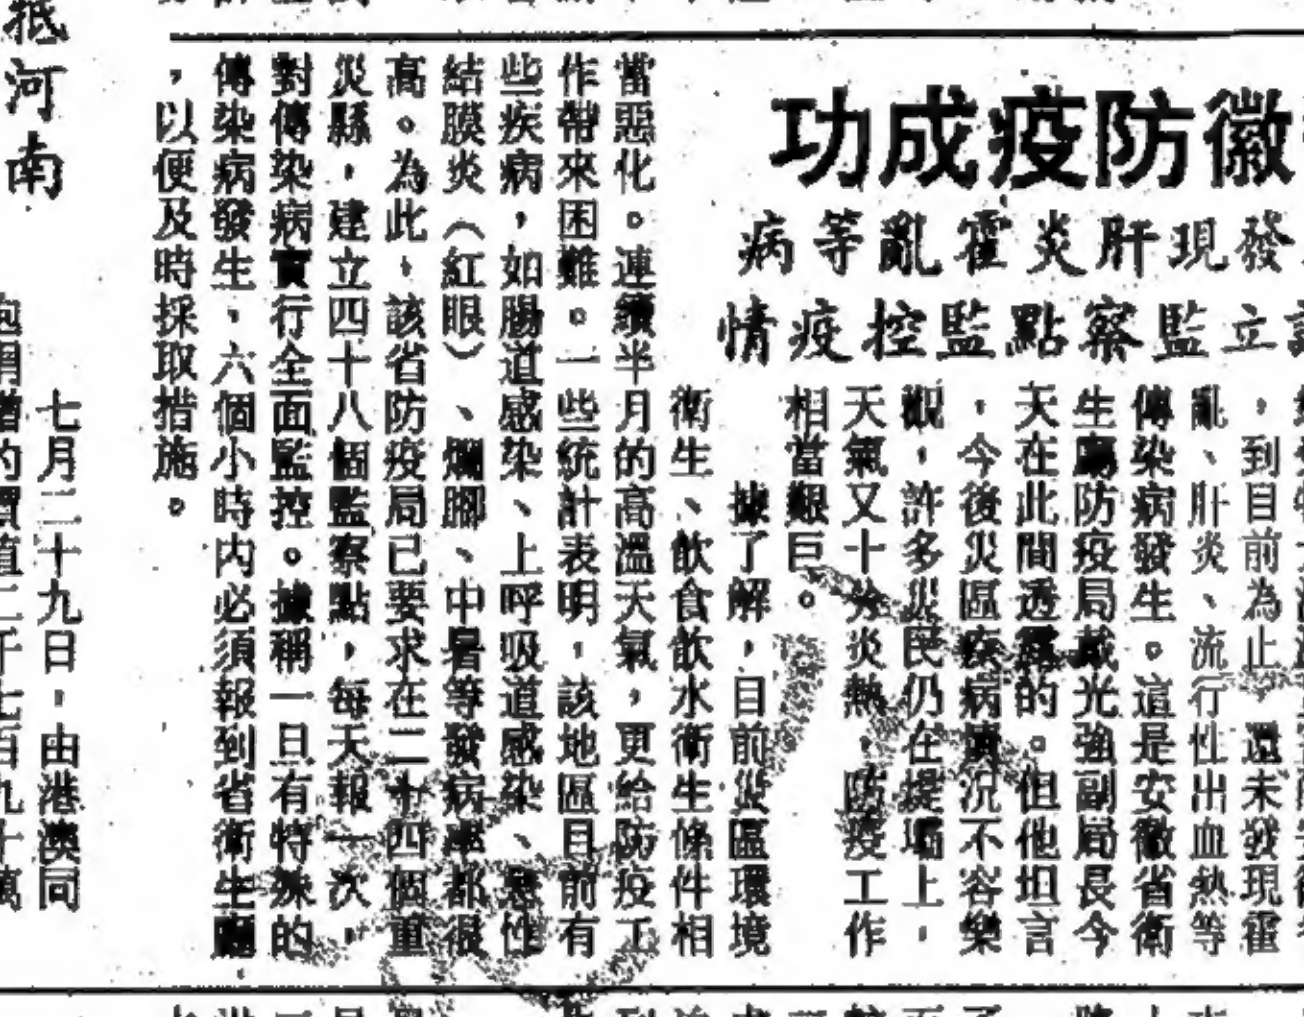 徽防疫成功
發現肝炎霍亂等病
立監察點監控疫情
，到目前為止，還未發現霍
亂、肝炎、流行性出血熱等
傳染病發生。這是安徽省衛
生廳防疫局戴光強副局長今
天在此間透露的。但他坦言
，今後災區疾病情況不容樂
觀，許多災民仍在堤壩上，
天氣又十分炎熱，防疫工作
相當艱巨。
據了解，目前災區環境
衛生、飲食飲水衛生條件相
當惡化。連續半月的高溫天氣，更給防疫工
作帶來困難。一些統計表明，該地區目前有
些疾病，如腸道感染、上呼吸道感染、急性
結膜炎（紅眼）、爛腳、中暑等發病率都很
高。為此，該省防疫局已要求在二十四個重
災縣，建立四十八個監察點，每天報一次，
對傳染病實行全面監控。據稱一旦有特殊的
傳染病發生，六個小時內必須報到省衛生廳
，以便及時採取措施。
抵河南
七月二十九日，由港澳同